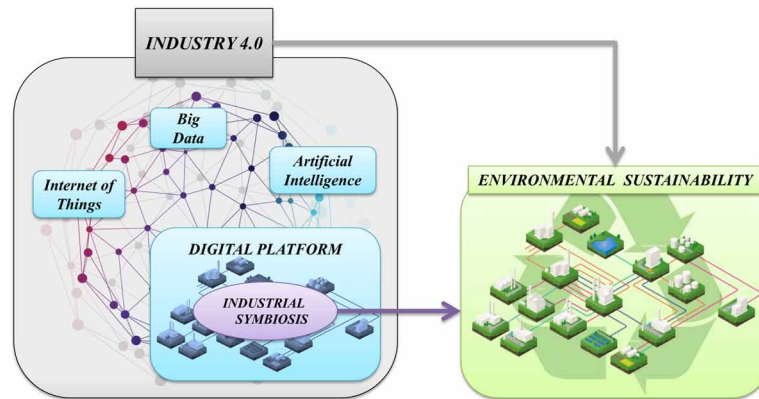 INDUSTRY 4.0
Big
Data
Artificial
Intelligence
Internet of
Things
ENVIRONMENTAL SUSTAINABILITY
DIGITAL PLATFORM
INDUSTRIAL
SYMBIOSIS